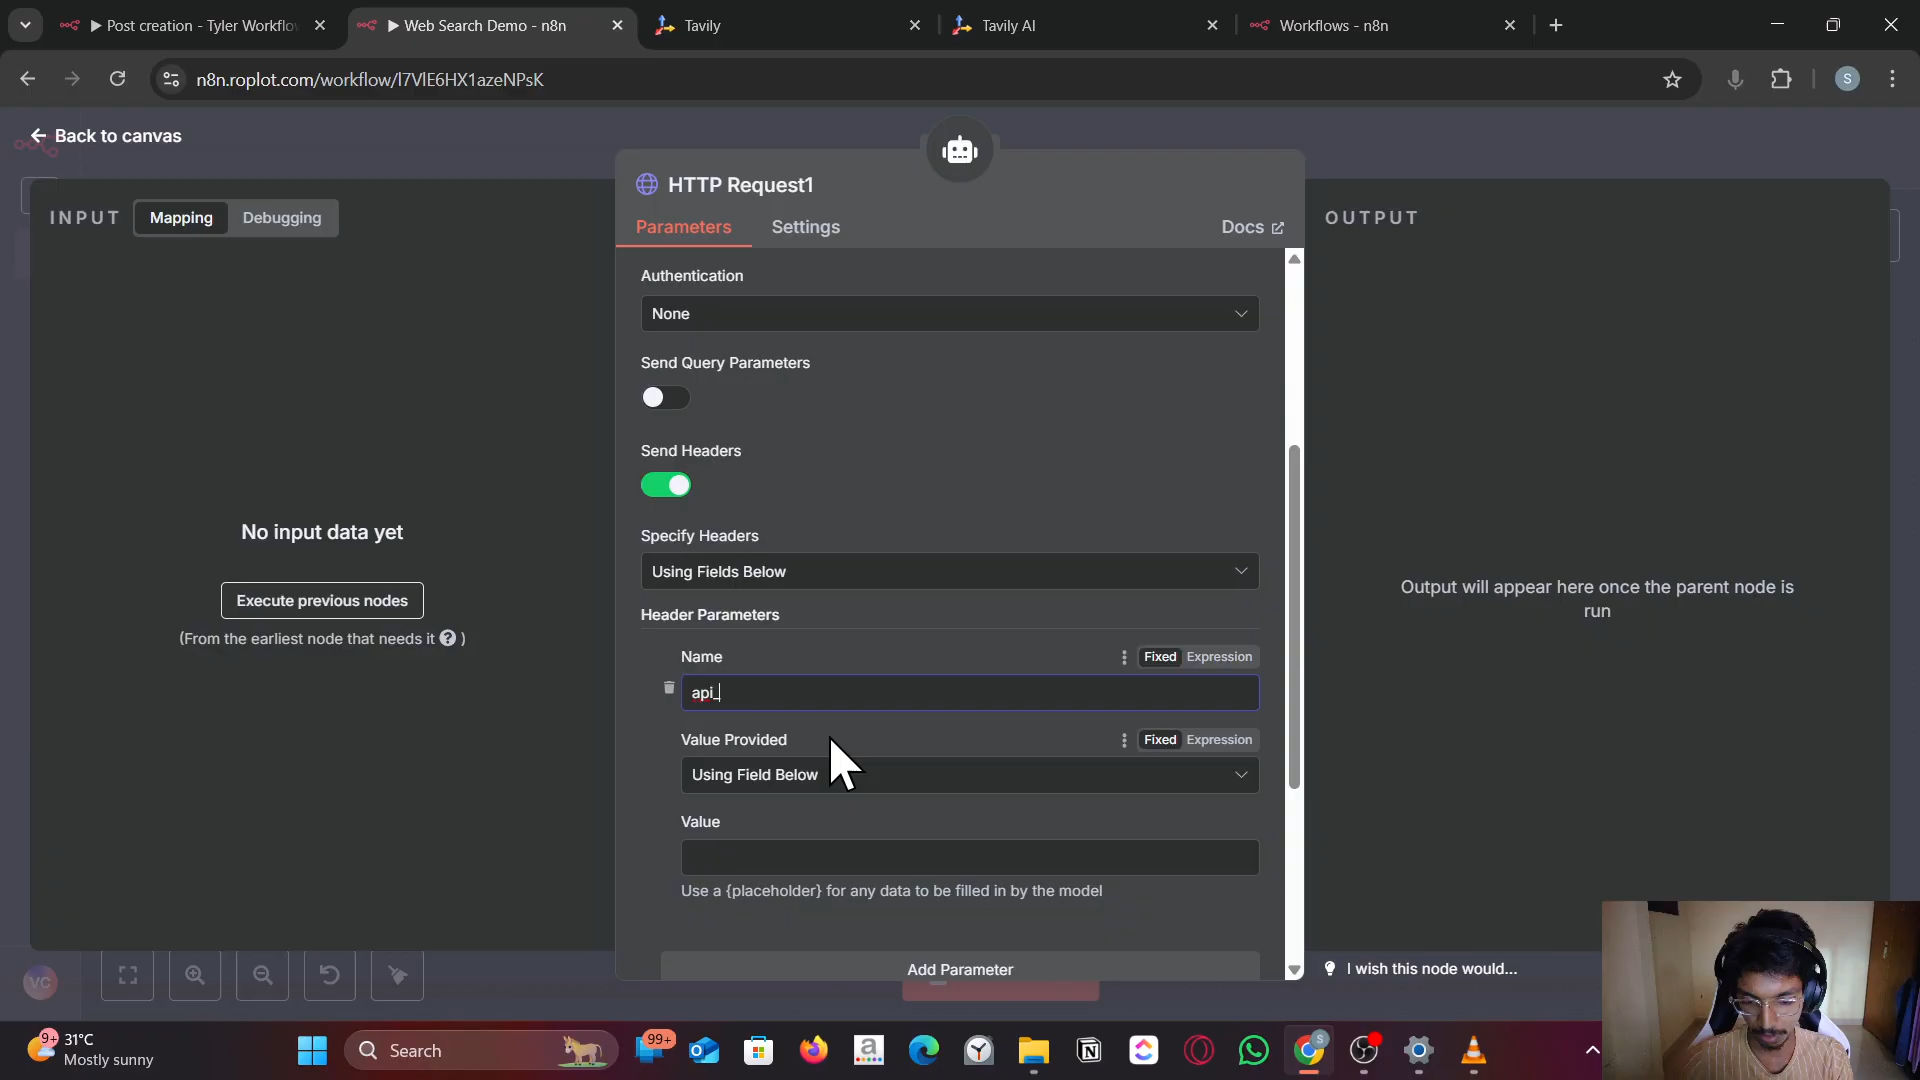 Post creation - Tyler Workflo
Web Search Demo - n8n
Tavily
Tavily AI
Workflows - n8n
n8n.roplot.com/workflow/l7VlE6HX1azeNPsK
S
Back to canvas
INPUT
Mapping
Debugging
HTTP Request1
Parameters
Settings
Docs
OUTPUT
Authentication
None
Send Query Parameters
Send Headers
Specify Headers
Using Fields Below
Header Parameters
Name
Fixed Expression
api_
Value Provided
Fixed Expression
Using Field Below
Value
Use a {placeholder} for any data to be filled in by the model
Add Parameter
No input data yet
Execute previous nodes
(From the earliest node that needs it ? )
Output will appear here once the parent node is
run
I wish this node would...
VC
9+
31°C
Mostly sunny
Search
99+
S